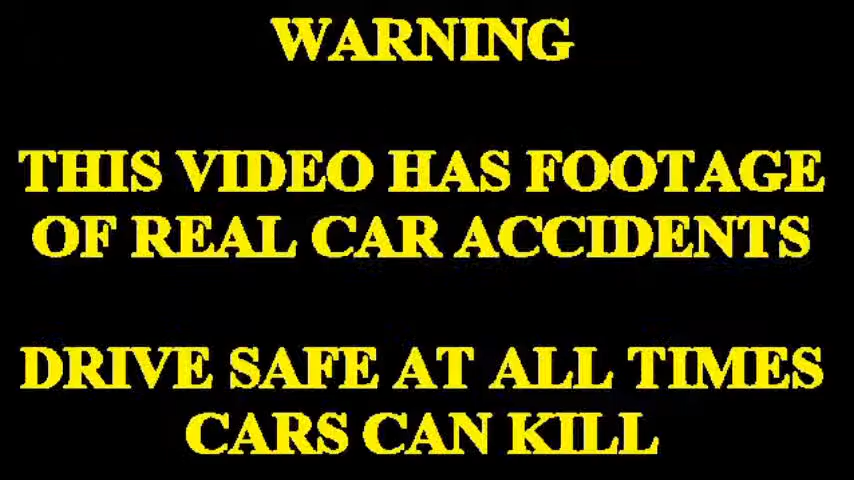 WARNING
THIS VIDEO HAS FOOTAGE
OF REAL CAR ACCIDENTS
DRIVE SAFE AT ALL TIMES
CARS CAN KILL